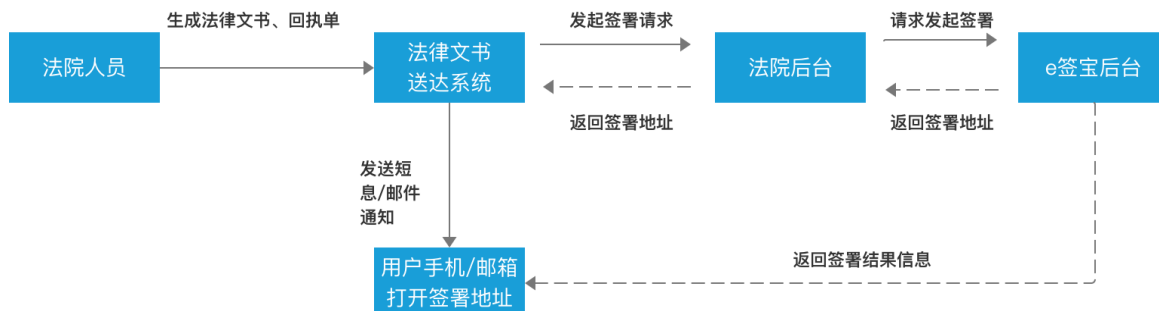 生成法律文书、回执单
发起签署请求
请求发起签署
法院人员
法律文书
送达系统
法院后台
e签宝后台
返回签署地址
返回签署地址
发送短
息/邮件
通知
返回签署结果信息
用户手机/邮箱
打开签署地址